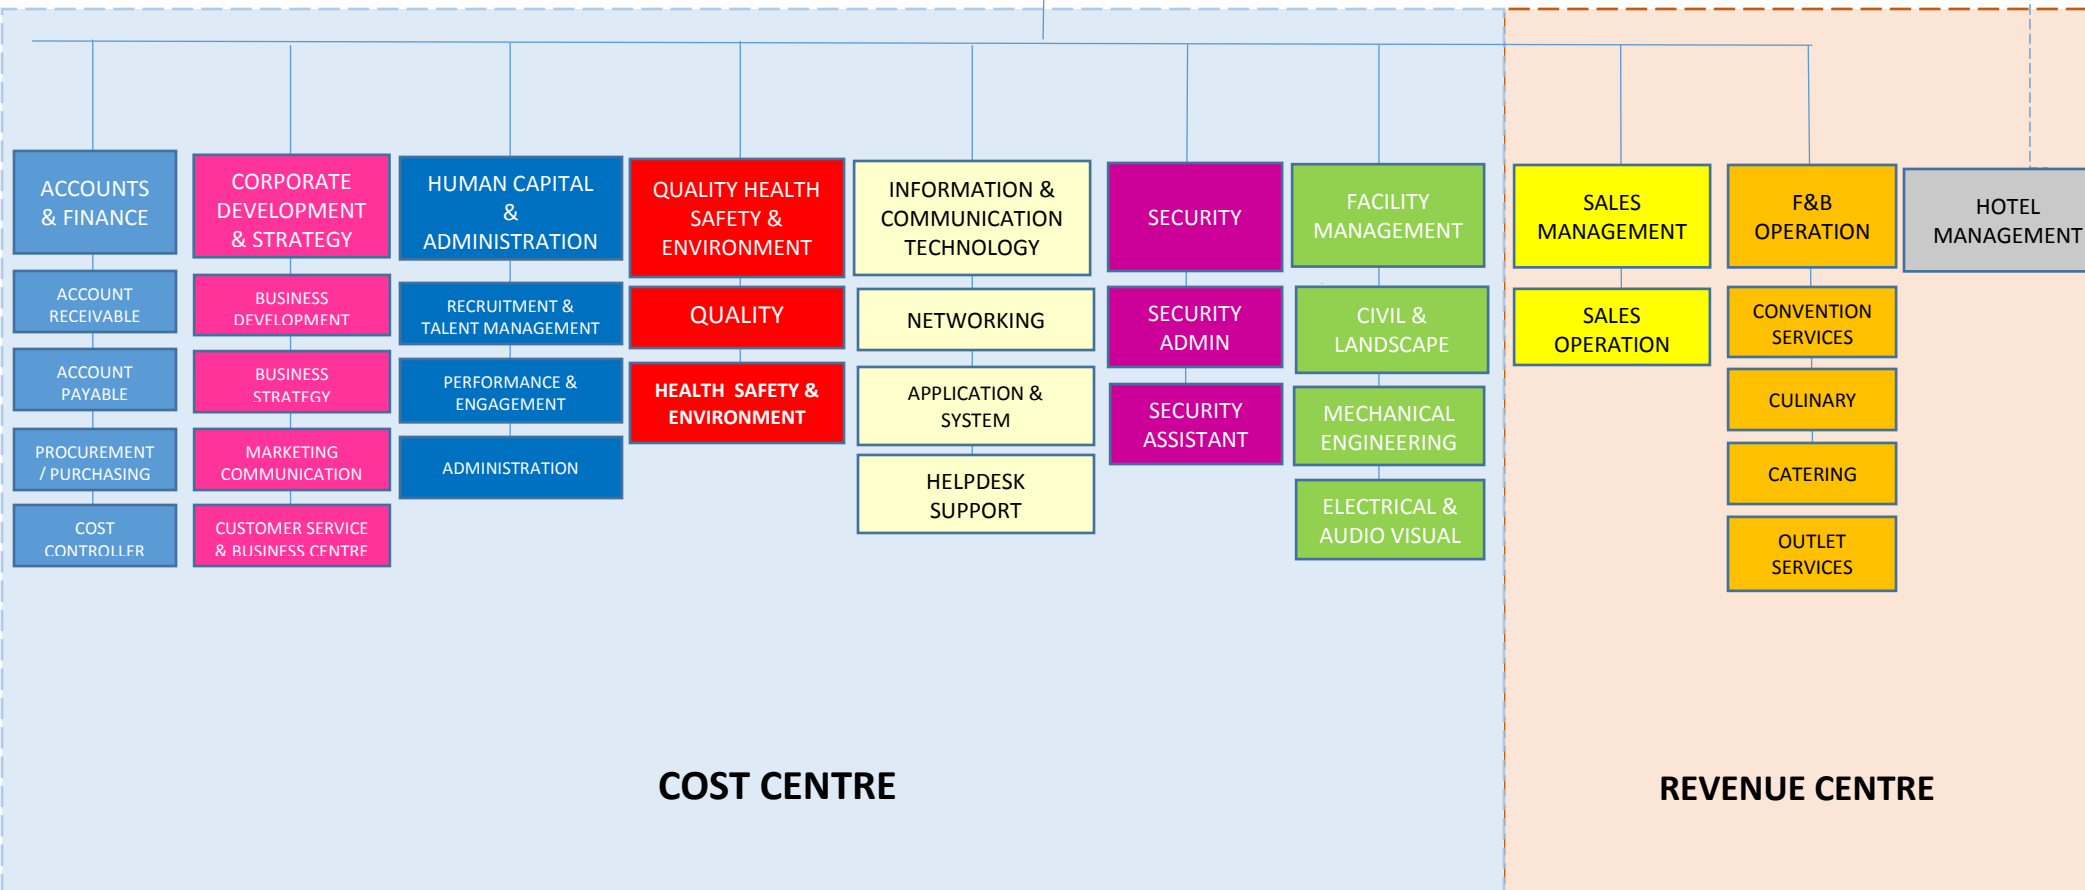 ACCOUNTS
& FINANCE
ACCOUNT
RECEIVABLE
ACCOUNT
PAYABLE
PROCUREMENT
/ PURCHASING
COST
CONTROLLER
CORPORATE
DEVELOPMENT
& STRATEGY
BUSINESS
DEVELOPMENT
BUSINESS
STRATEGY
MARKETING
COMMUNICATION
CUSTOMER SERVICE
& BUSINESS CENTRE
HUMAN CAPITAL
&
ADMINISTRATION
RECRUITMENT &
TALENT MANAGEMENT
PERFORMANCE &
ENGAGEMENT
ADMINISTRATION
QUALITY HEALTH
SAFETY &
ENVIRONMENT
QUALITY
HEALTH SAFETY &
ENVIRONMENT
INFORMATION &
COMMUNICATION
TECHNOLOGY
NETWORKING
APPLICATION &
SYSTEM
HELPDESK
SUPPORT
SECURITY
SECURITY
ADMIN
SECURITY
ASSISTANT
FACILITY
MANAGEMENT
CIVIL &
LANDSCAPE
MECHANICAL
ENGINEERING
ELECTRICAL &
AUDIO VISUAL
SALES
MANAGEMENT
SALES
OPERATION
F&B
OPERATION
CONVENTION
SERVICES
CULINARY
CATERING
OUTLET
SERVICES
HOTEL
MANAGEMENT
COST CENTRE
REVENUE CENTRE